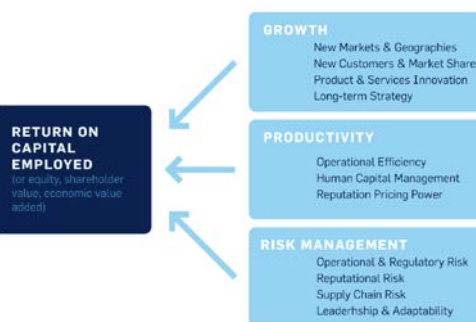 GROWTH
New Markets & Geographies
New Customers & Market Share
Product & Services Innovation
Long-term Strategy
RETURN ON
CAPITAL
EMPLOYED
(or equity, shareholder
value, economic value
added)
PRODUCTIVITY
Operational Efficiency
Human Capital Management
Reputation Pricing Power
RISK MANAGEMENT
Operational & Regulatory Risk
Reputational Risk
Supply Chain Risk
Leaderhship & Adaptability